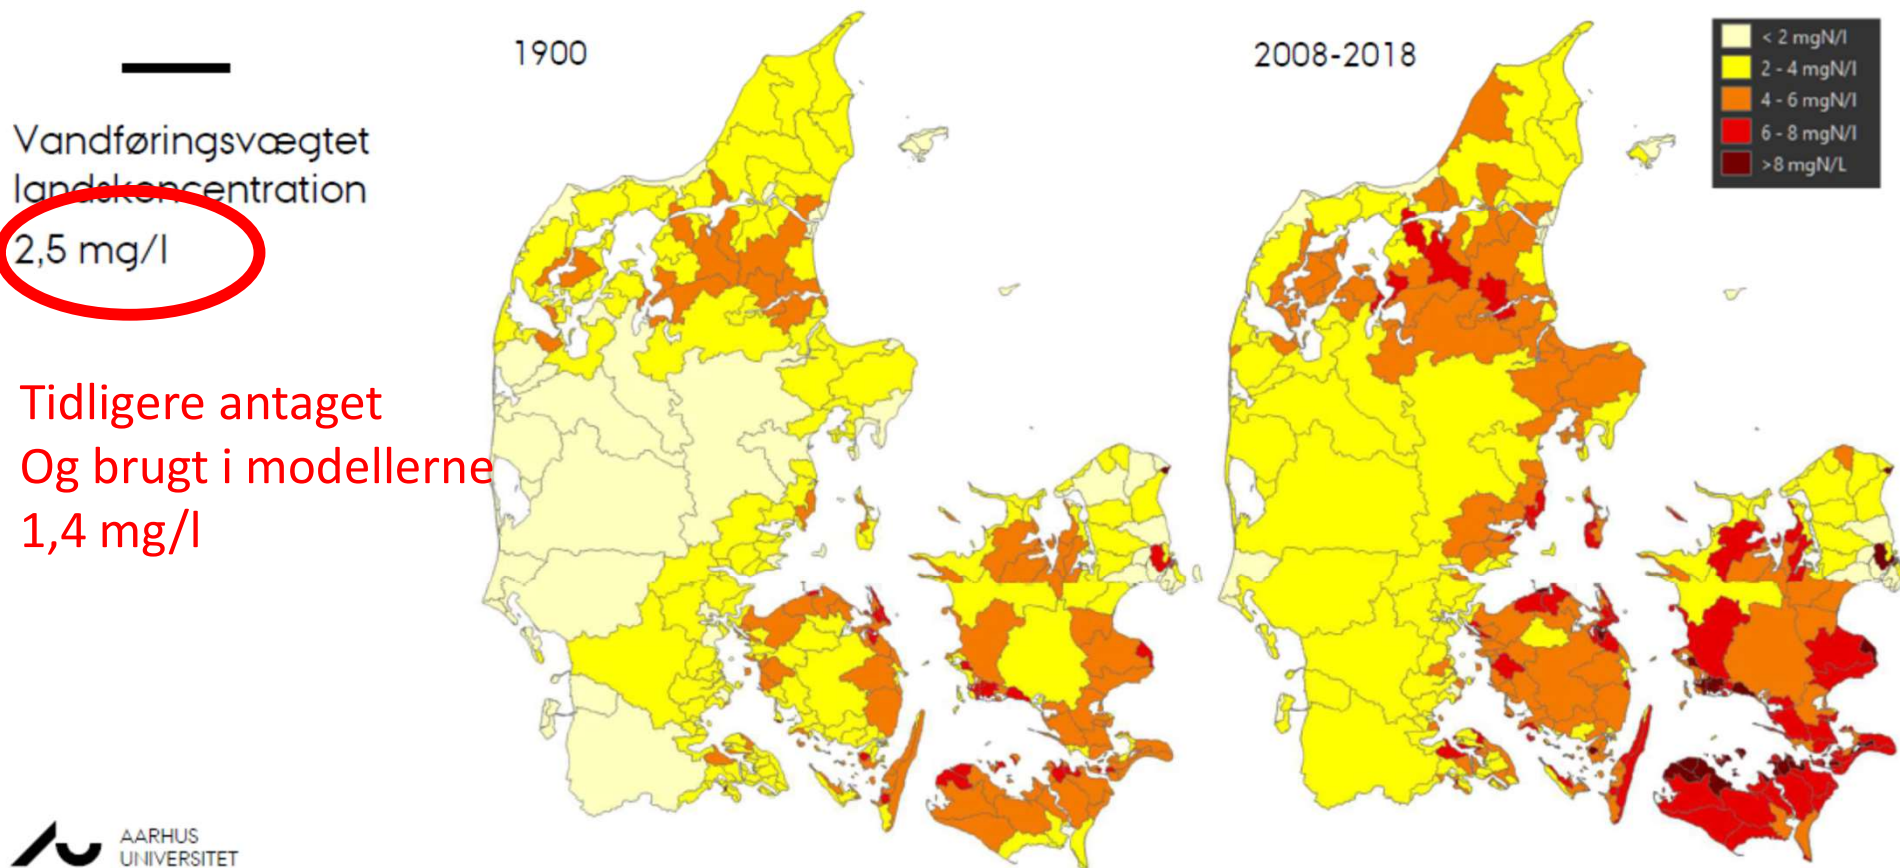 1900
2008-2018
< 2 mgN/l
2 - 4 mgN/l
4 - 6 mgN/l
6 - 8 mgN/l
>8 mgN/L
Vandføringsvægtet
landskoncentration
2,5 mg/l
Tidligere antaget
Og brugt i modellerne
1,4 mg/l
AARHUS
UNIVERSITET